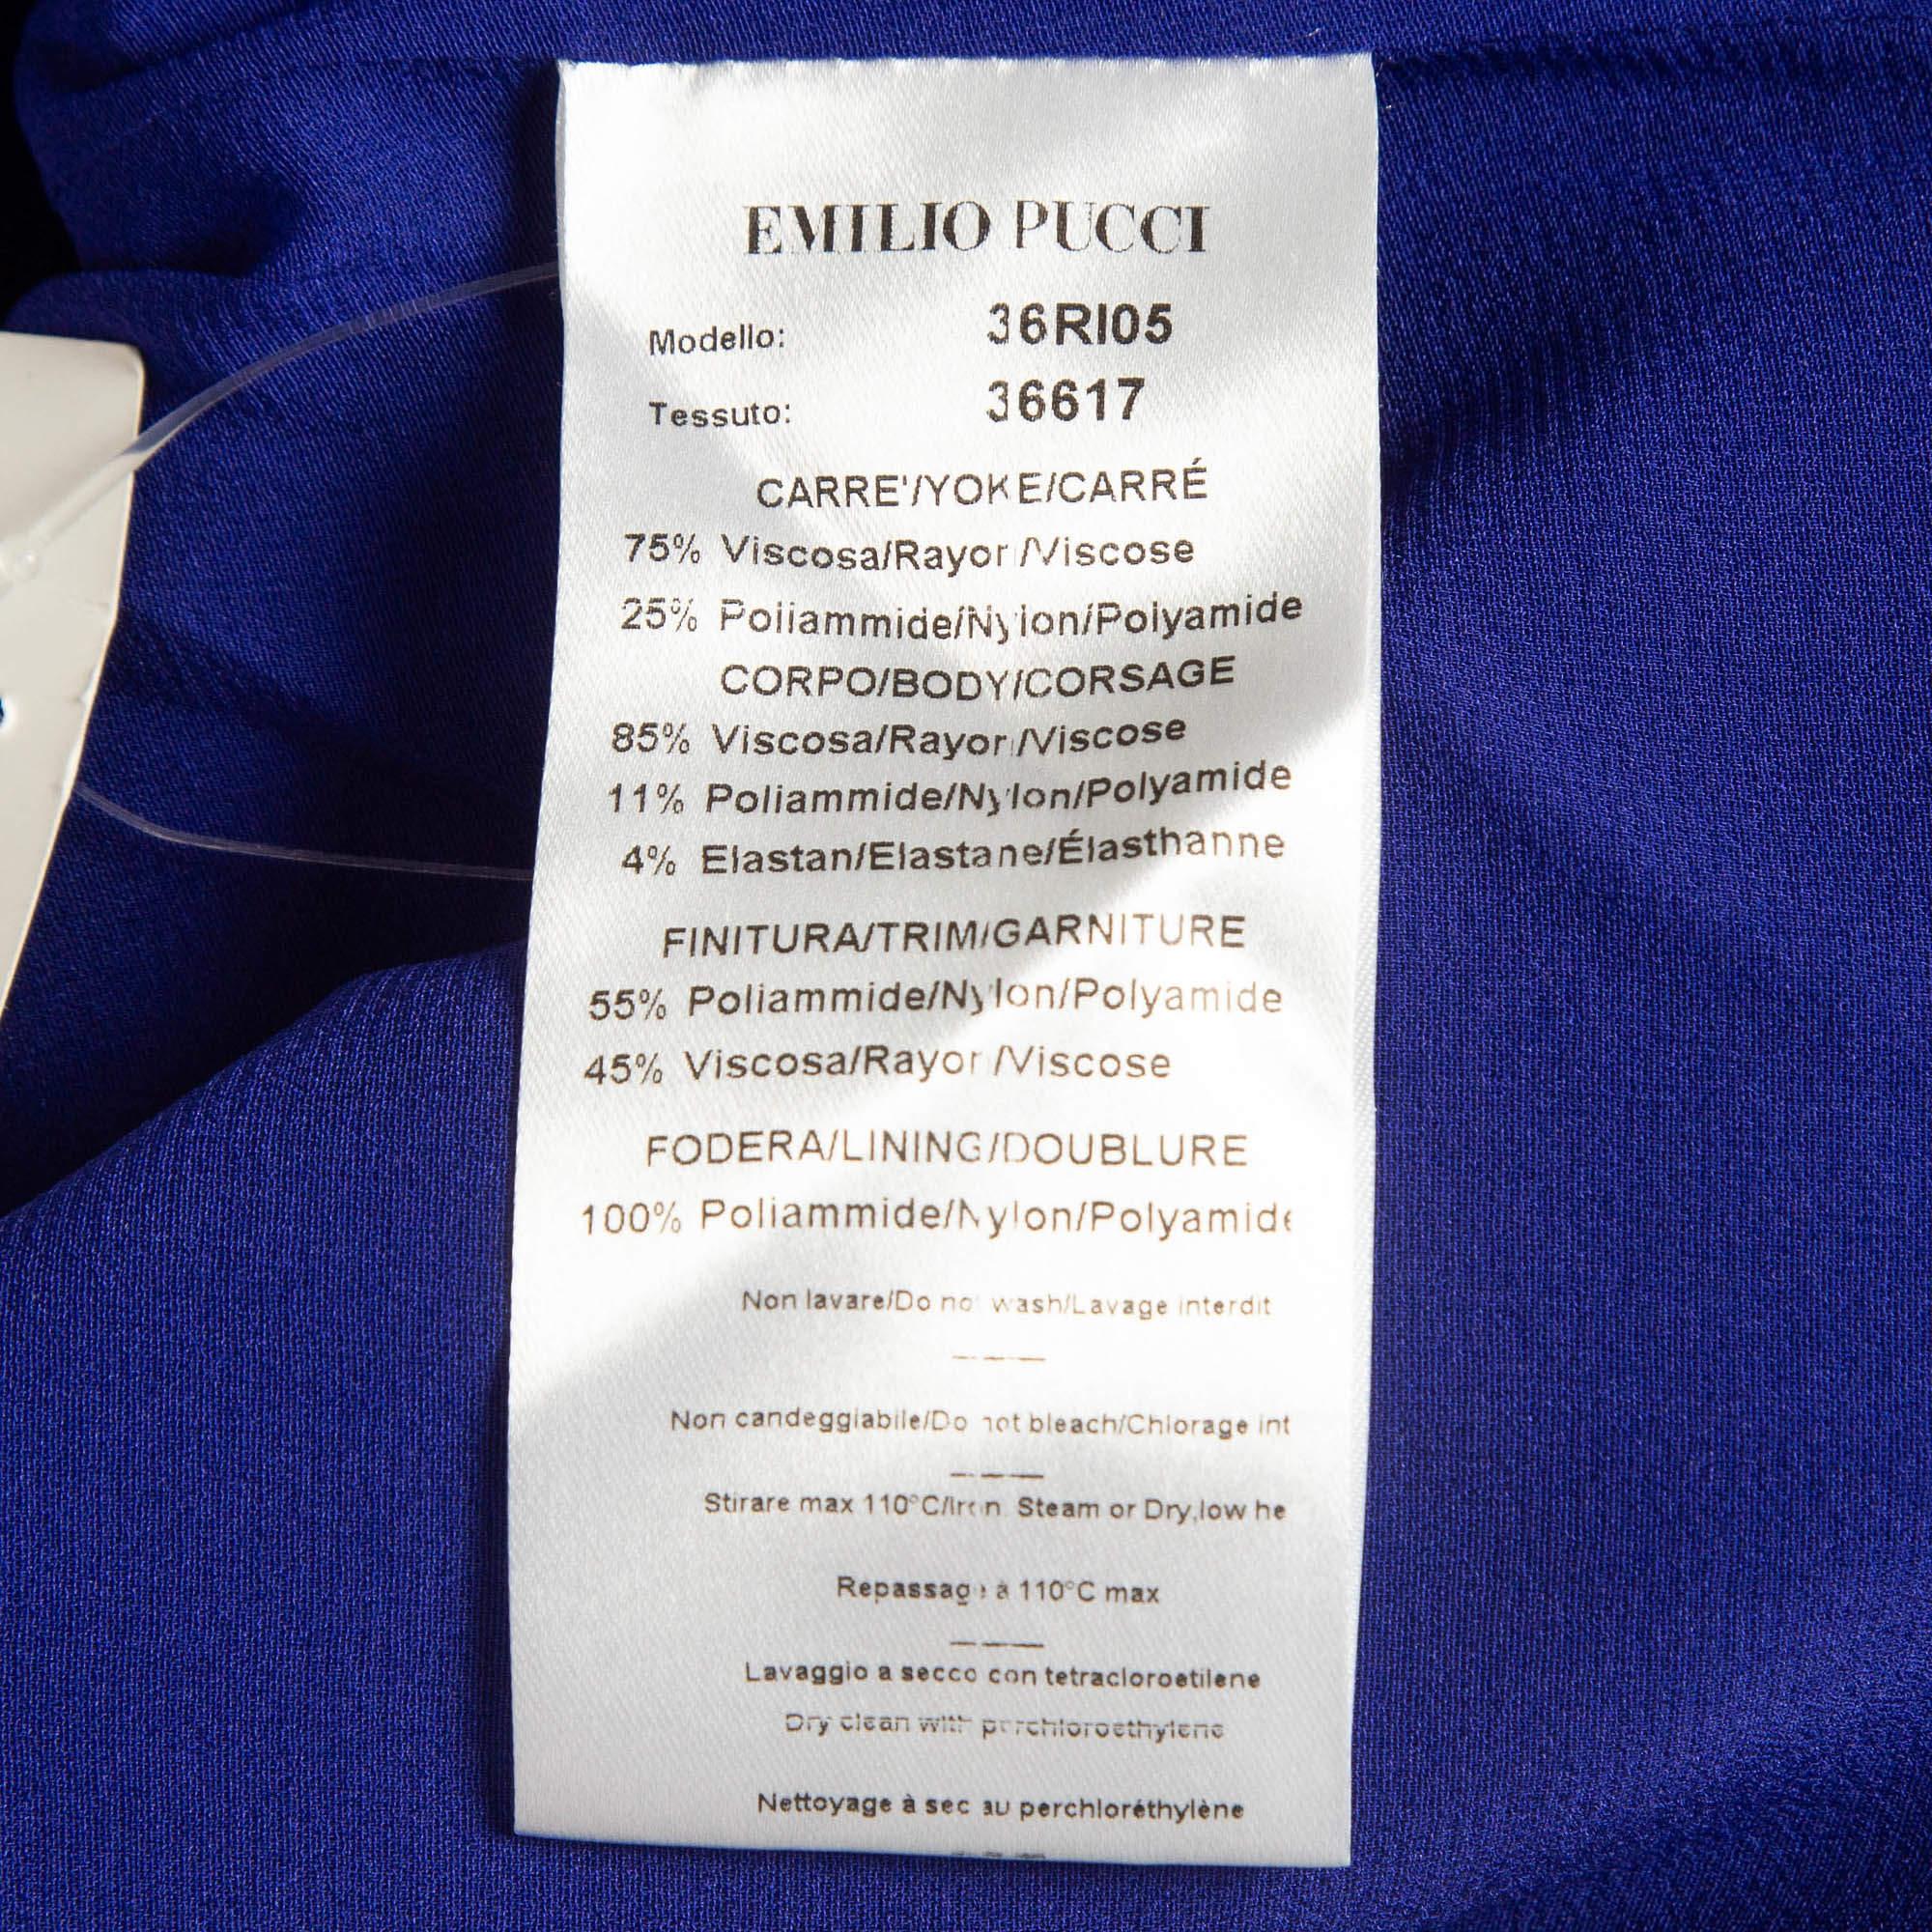 EMILIO PUCCI
Modello: 36RI05
Tessuto: 36617
CARRE'/YOKE/CARRÉ
75% Viscosa/Rayon/Viscose
25% Poliammide/Nylon/Polyamide
CORPO/BODY/CORSAGE
85% Viscosa/Rayon/Viscose
11% Poliammide/Nylon/Polyamide
4% Elastan/Elastane/Élasthanne
FINITURA/TRIM/GARNITURE
55% Poliammide/Nylon/Polyamide
45% Viscosa/Rayon/Viscose
FODERA/LINING/DOUBLURE
100% Poliammide/Nylon/Polyamide
Non lavare/Do not wash/Lavage interdit
Non candeggiabile/Do not bleach/Chlorage int
Stirare max 110°C/Iron Steam or Dry,low he
Repassage à 110°C max
Lavaggio a secco con tetracloroetilene
Dry clean with perchloroethylene
Nettoyage à sec au perchloréthylène